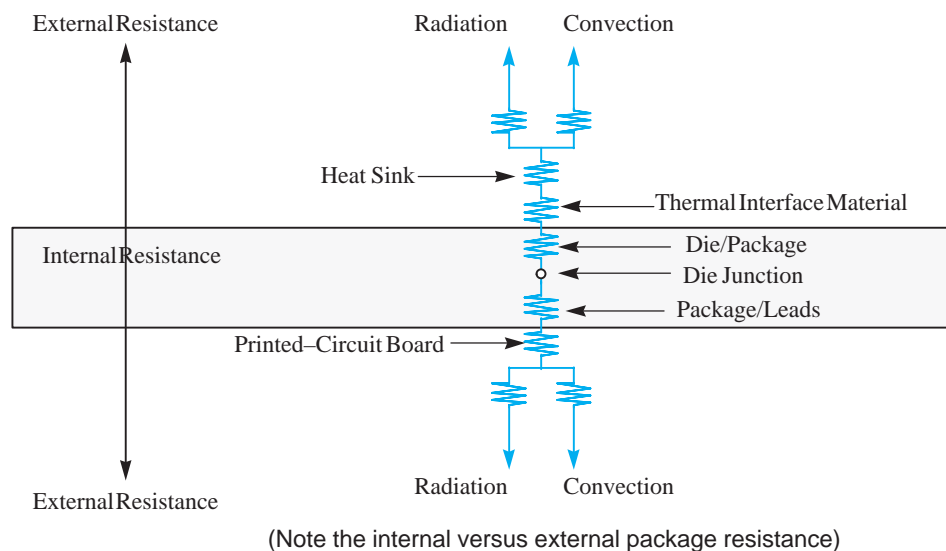 External Resistance
Radiation
Convection
Heat Sink
Thermal Interface Material
Internal Resistance
Die/Package
Die Junction
Package/Leads
Printed–Circuit Board
External Resistance
Radiation
Convection
(Note the internal versus external package resistance)